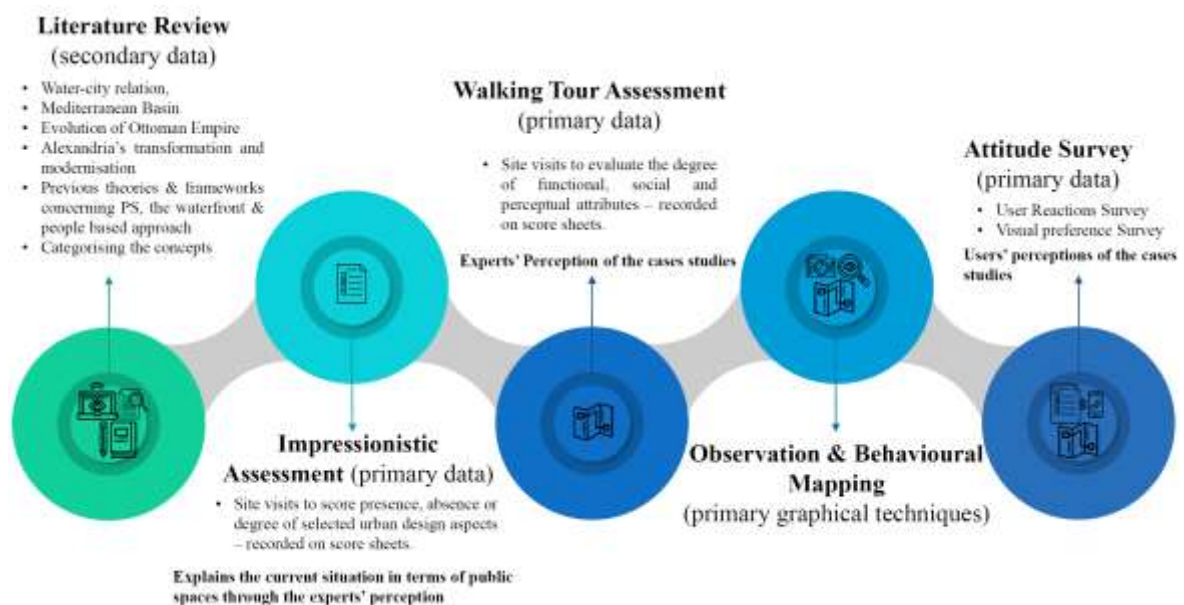 Literature Review
(secondary data)
• Water-city relation,
• Mediterranean Basin
• Evolution of Ottoman Empire
• Alexandria's transformation and
modernisation
• Previous theories & frameworks
concerning PS, the waterfront &
people based approach
• Categorising the concepts
Impressionistic
Assessment (primary data)
• Site visits to score presence, absence or
degree of selected urban design aspects
– recorded on score sheets.
Explains the current situation in terms of public
spaces through the experts' perception
Walking Tour Assessment
(primary data)
• Site visits to evaluate the degree
of functional, social and
perceptual attributes – recorded
on score sheets.
Experts' Perception of the cases studies
Observation & Behavioural
Mapping
(primary graphical techniques)
Attitude Survey
(primary data)
• User Reactions Survey
• Visual preference Survey
Users' perceptions of the cases
studies